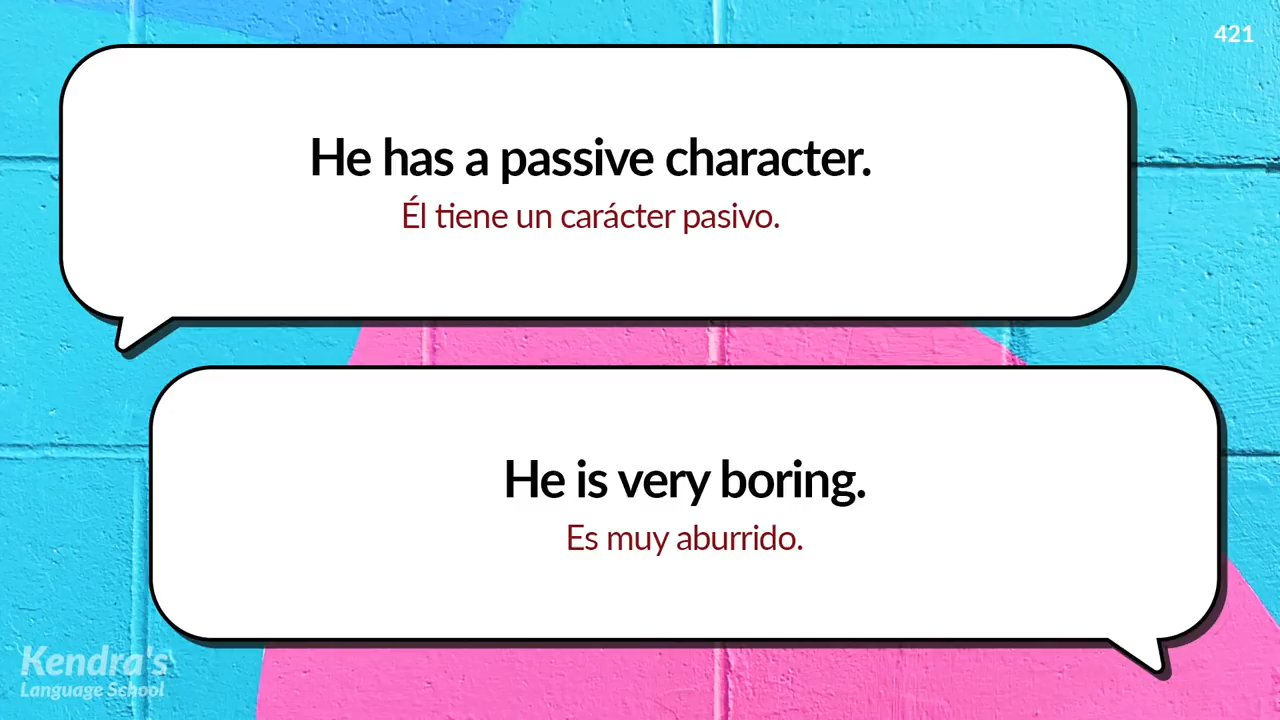 421
He has a passive character.
Él tiene un carácter pasivo.
He is very boring.
Es muy aburrido.
Kendra's
Language School